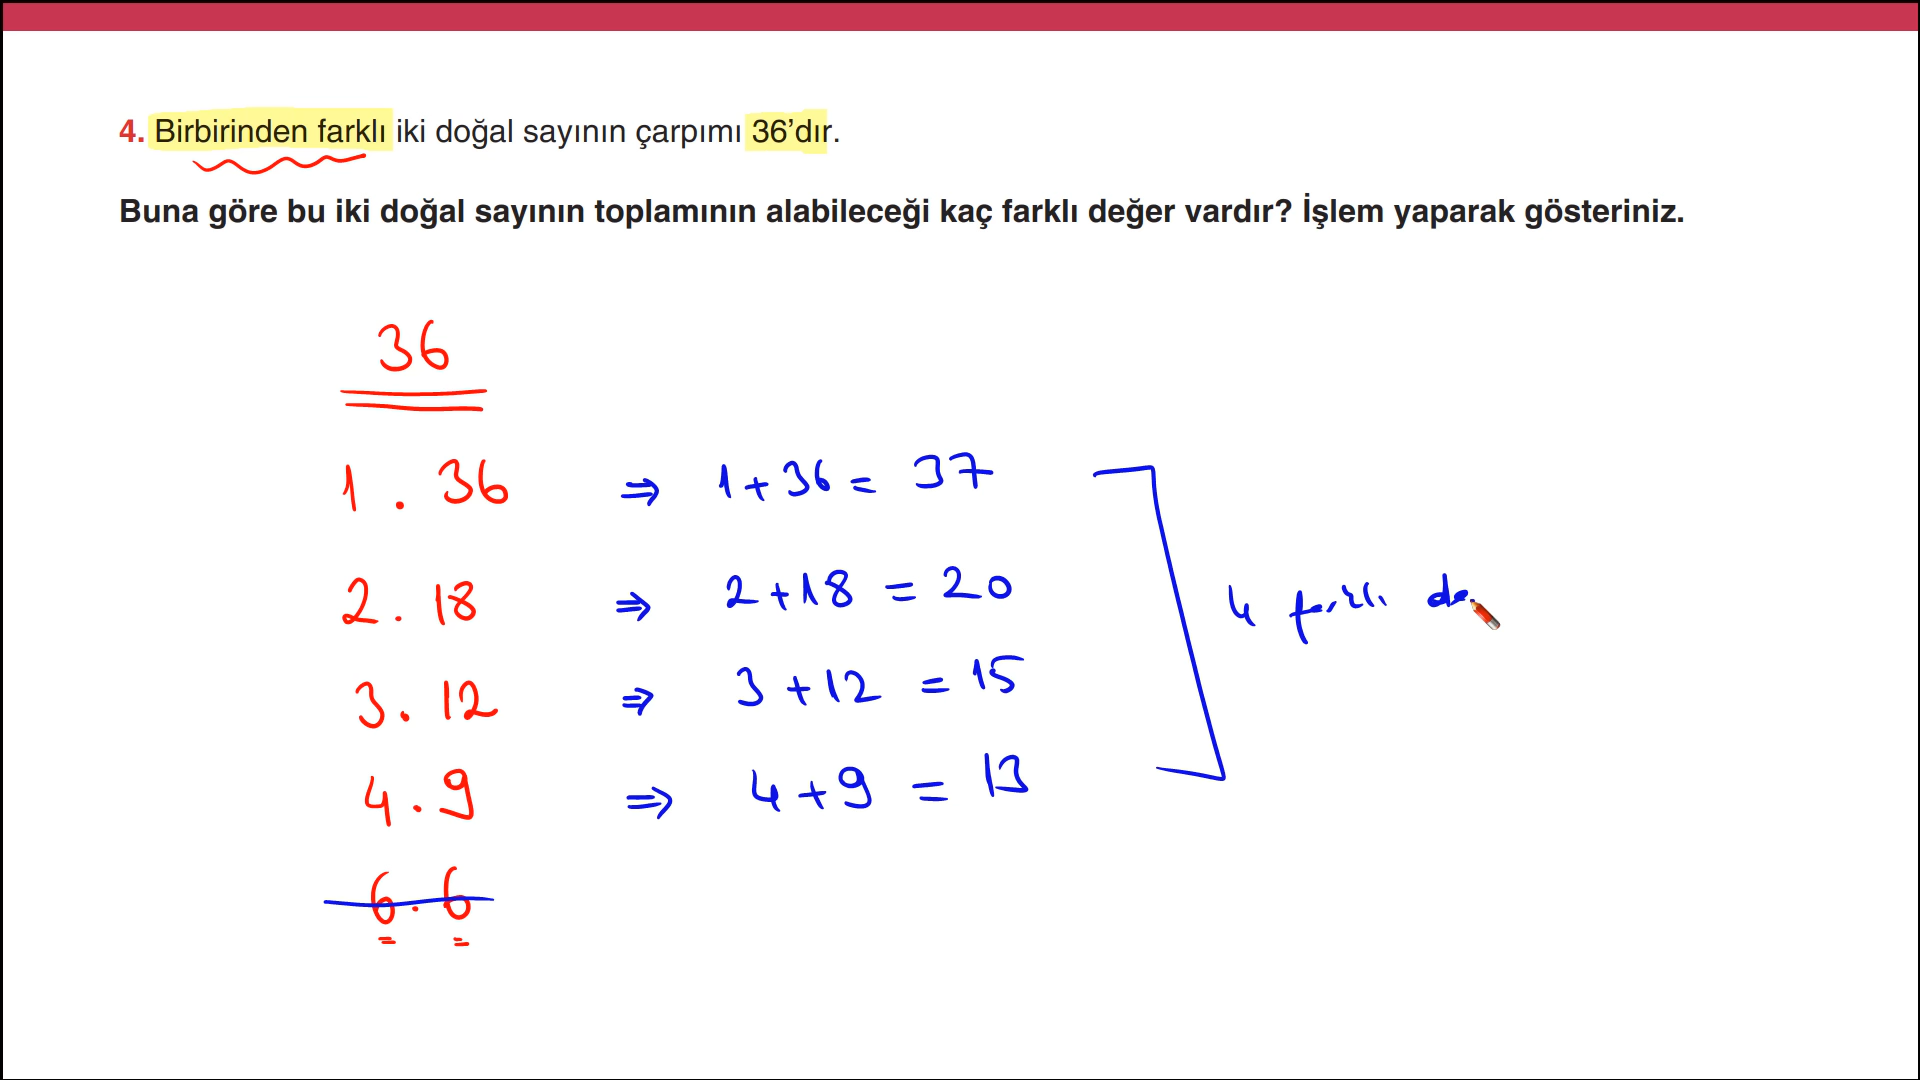 4. Birbirinden farklı iki doğal sayının çarpımı 36'dır.
Buna göre bu iki doğal sayının toplamının alabileceği kaç farklı değer vardır? İşlem yaparak gösteriniz.
36
1 . 36 ⇒ 1+36 = 37
2 . 18 ⇒ 2+18 = 20
3 . 12 ⇒ 3+12 = 15
4 . 9 ⇒ 4+9 = 13
6 . 6
4 farklı de